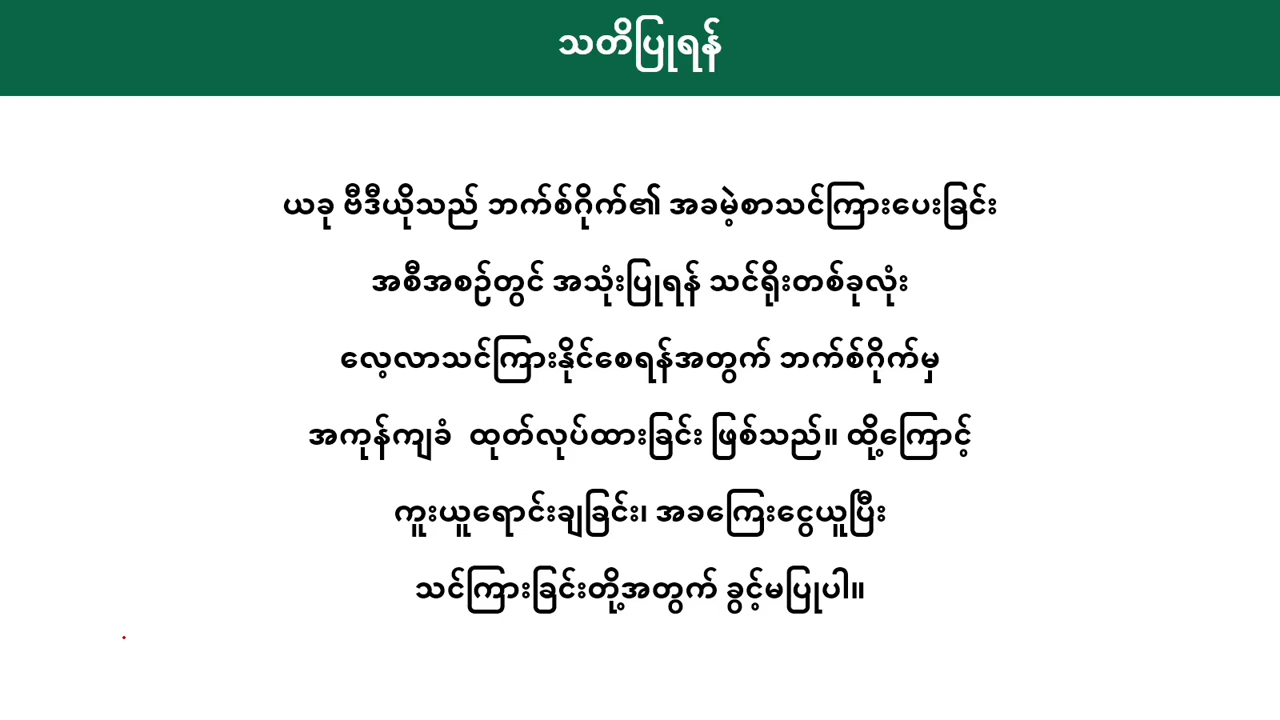 သတိပြုရန်
ယခု ဗီဒီယိုသည် ဘက်စ်ဂိုက်၏ အခမဲ့စာသင်ကြားပေးခြင်း
အစီအစဉ်တွင် အသုံးပြုရန် သင်ရိုးတစ်ခုလုံး
လေ့လာသင်ကြားနိုင်စေရန်အတွက် ဘက်စ်ဂိုက်မှ
အကုန်ကျခံ  ထုတ်လုပ်ထားခြင်း ဖြစ်သည်။ ထို့ကြောင့်
ကူးယူရောင်းချခြင်း၊ အခကြေးငွေယူပြီး
သင်ကြားခြင်းတို့အတွက် ခွင့်မပြုပါ။